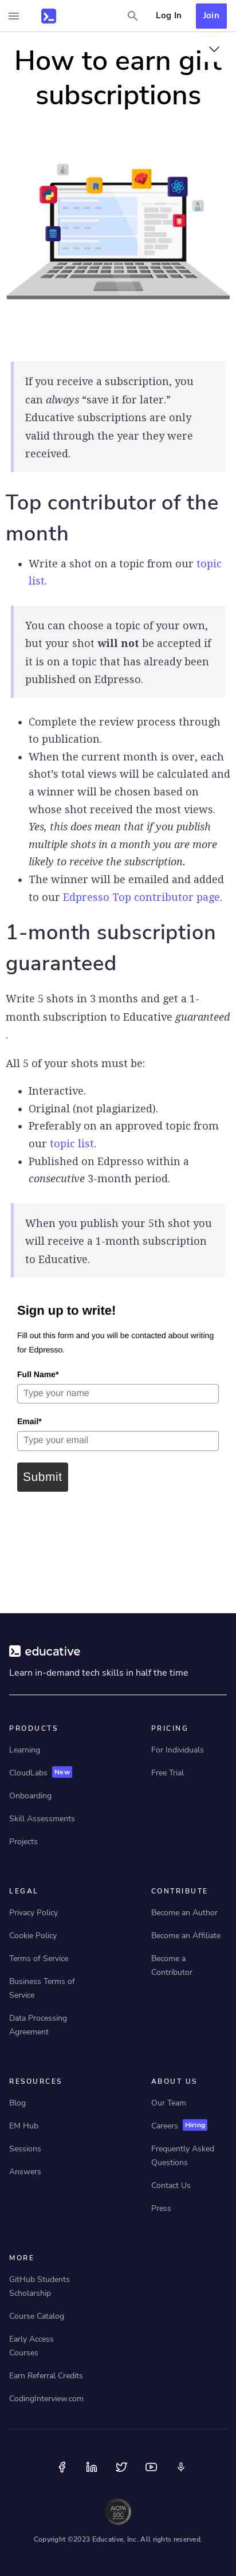 Log In
Join
How to earn gift
subscriptions
If you receive a subscription, you
can always “save it for later.”
Educative subscriptions are only
valid through the year they were
received.
Top contributor of the
month
Write a shot on a topic from our topic
list.
You can choose a topic of your own,
but your shot will not be accepted if
it is on a topic that has already been
published on Edpresso.
Complete the review process through
to publication.
When the current month is over, each
shot’s total views will be calculated and
a winner will be chosen based on
whose shot received the most views.
Yes, this does mean that if you publish
multiple shots in a month you are more
likely to receive the subscription.
The winner will be emailed and added
to our Edpresso Top contributor page.
1-month subscription
guaranteed
Write 5 shots in 3 months and get a 1-
month subscription to Educative guaranteed
.
All 5 of your shots must be:
Interactive.
Original (not plagiarized).
Preferably on an approved topic from
our topic list.
Published on Edpresso within a
consecutive 3-month period.
When you publish your 5th shot you
will receive a 1-month subscription
to Educative.
Sign up to write!
Fill out this form and you will be contacted about writing
for Edpresso.
Full Name*
Type your name
Email*
Type your email
Submit
educative
Learn in-demand tech skills in half the time
PRODUCTS
Learning
CloudLabs New
Onboarding
Skill Assessments
Projects
PRICING
For Individuals
Free Trial
LEGAL
Privacy Policy
Cookie Policy
Terms of Service
Business Terms of
Service
Data Processing
Agreement
CONTRIBUTE
Become an Author
Become an Affiliate
Become a
Contributor
RESOURCES
Blog
EM Hub
Sessions
Answers
ABOUT US
Our Team
Careers Hiring
Frequently Asked
Questions
Contact Us
Press
MORE
GitHub Students
Scholarship
Course Catalog
Early Access
Courses
Earn Referral Credits
CodingInterview.com
AICPA
SOC
Copyright ©2023 Educative, Inc. All rights reserved.